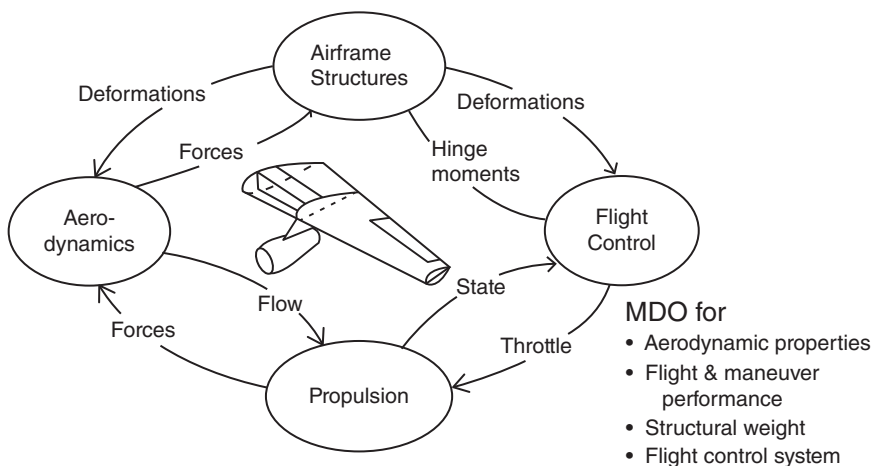 Airframe
Structures
Deformations
Deformations
Forces
Hinge
moments
Aero-
dynamics
Flight
Control
Flow
State
Forces
Throttle
Propulsion
MDO for
• Aerodynamic properties
• Flight & maneuver
performance
• Structural weight
• Flight control system